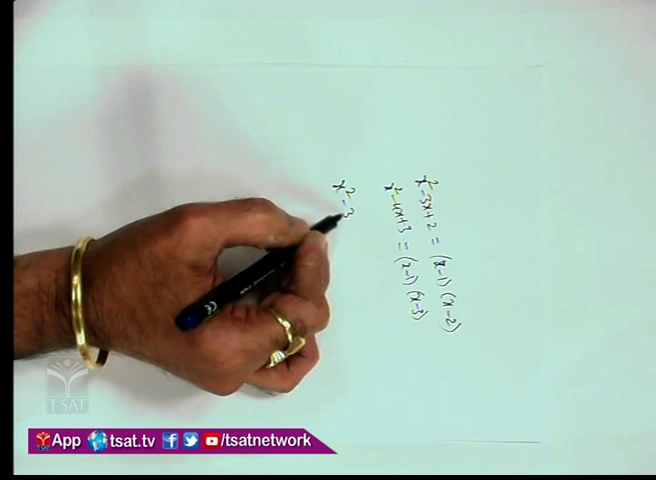 x²-3x+2 = (x-1) (x-2)
x²-4x+3 = (x-1) (x-3)
x²-3
T-SAT
App tsat.tv /tsatnetwork